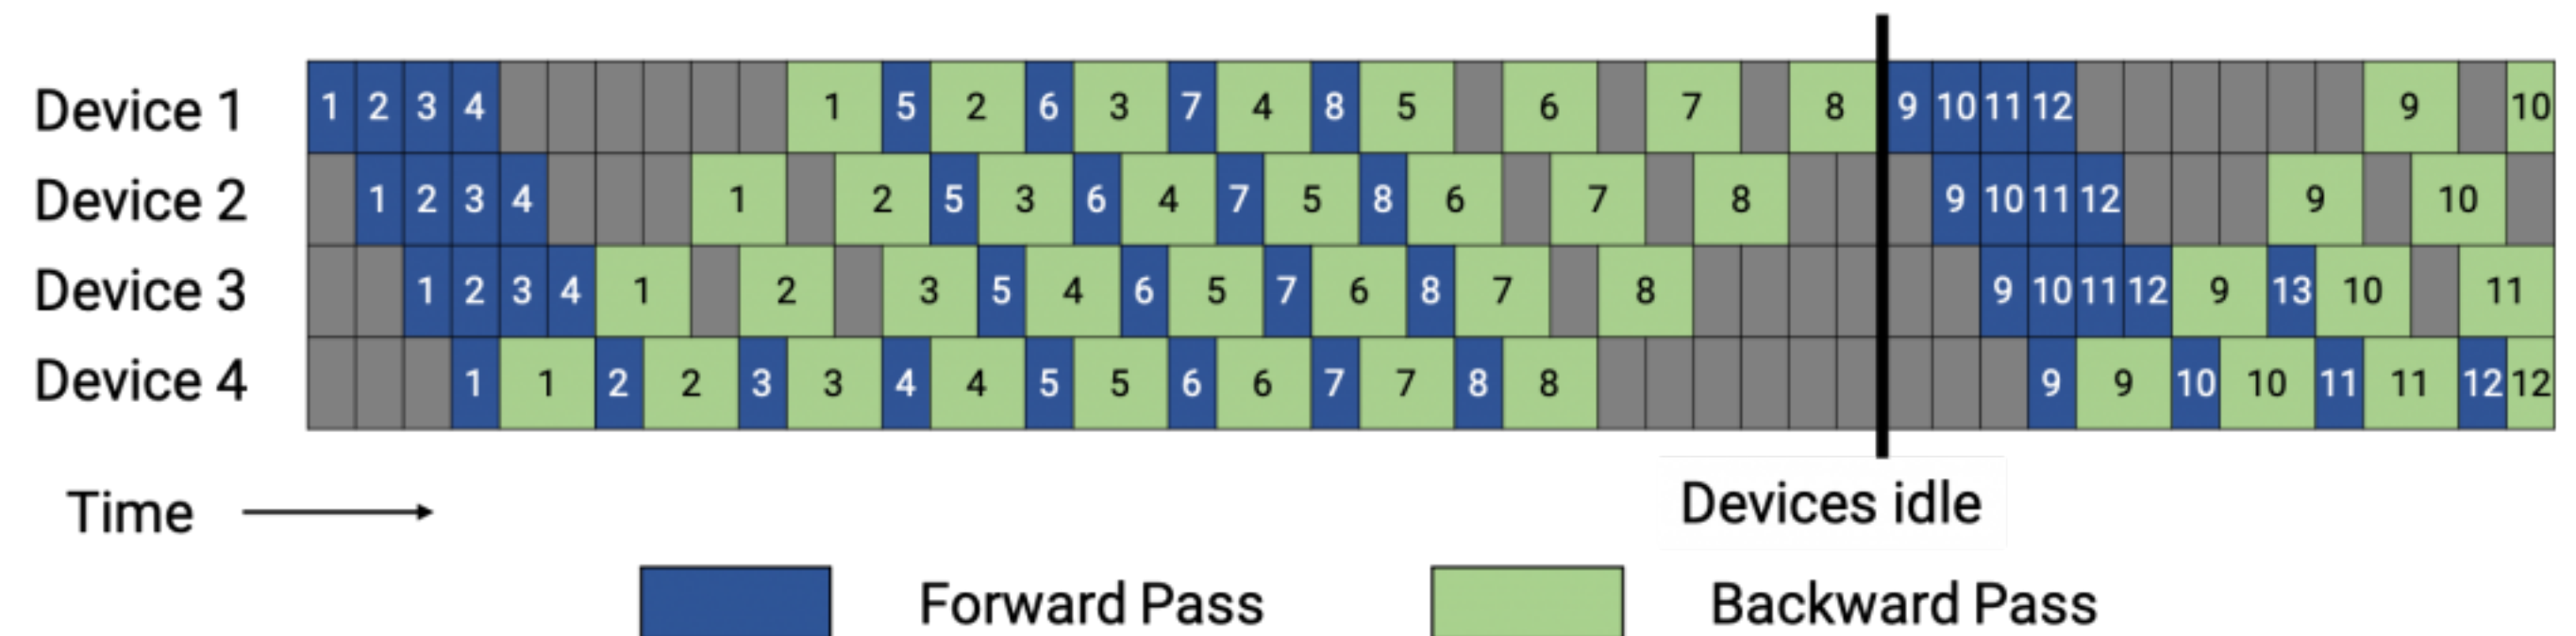 Device 1 1 2 3 4 1 5 2 6 3 7 4 8 5 6 7 8 9 10 11 12 9 10
Device 2 1 2 3 4 1 2 5 3 6 4 7 5 8 6 7 8 9 10 11 12 9 10
Device 3 1 2 3 4 1 2 3 5 4 6 5 7 6 8 7 8 9 10 11 12 9 13 10 11
Device 4 1 1 2 2 3 3 4 4 5 5 6 6 7 7 8 8 9 9 10 10 11 11 12 12
Time Devices idle
Forward Pass Backward Pass